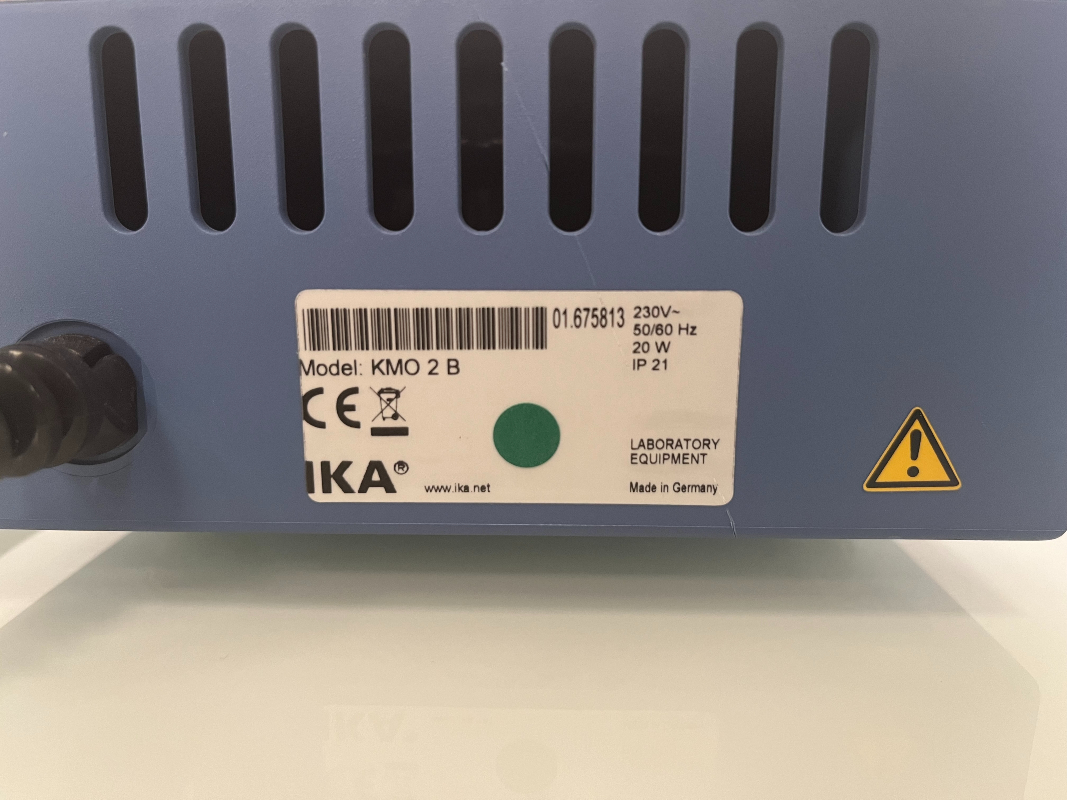 01.675813
Model: KMO 2 B
CE
IKA®
www.ika.net
230V~
50/60 Hz
20 W
IP 21
LABORATORY
EQUIPMENT
Made in Germany